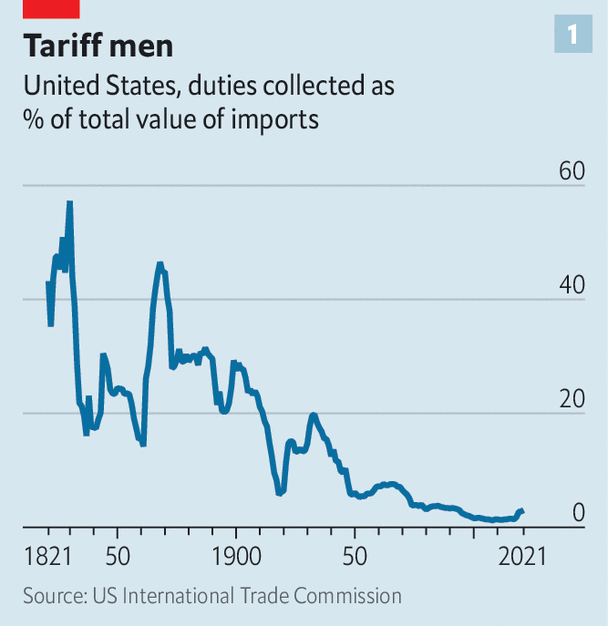 1
Tariff men
United States, duties collected as
% of total value of imports
60
40
20
0
1821 50 1900 50 2021
Source: US International Trade Commission